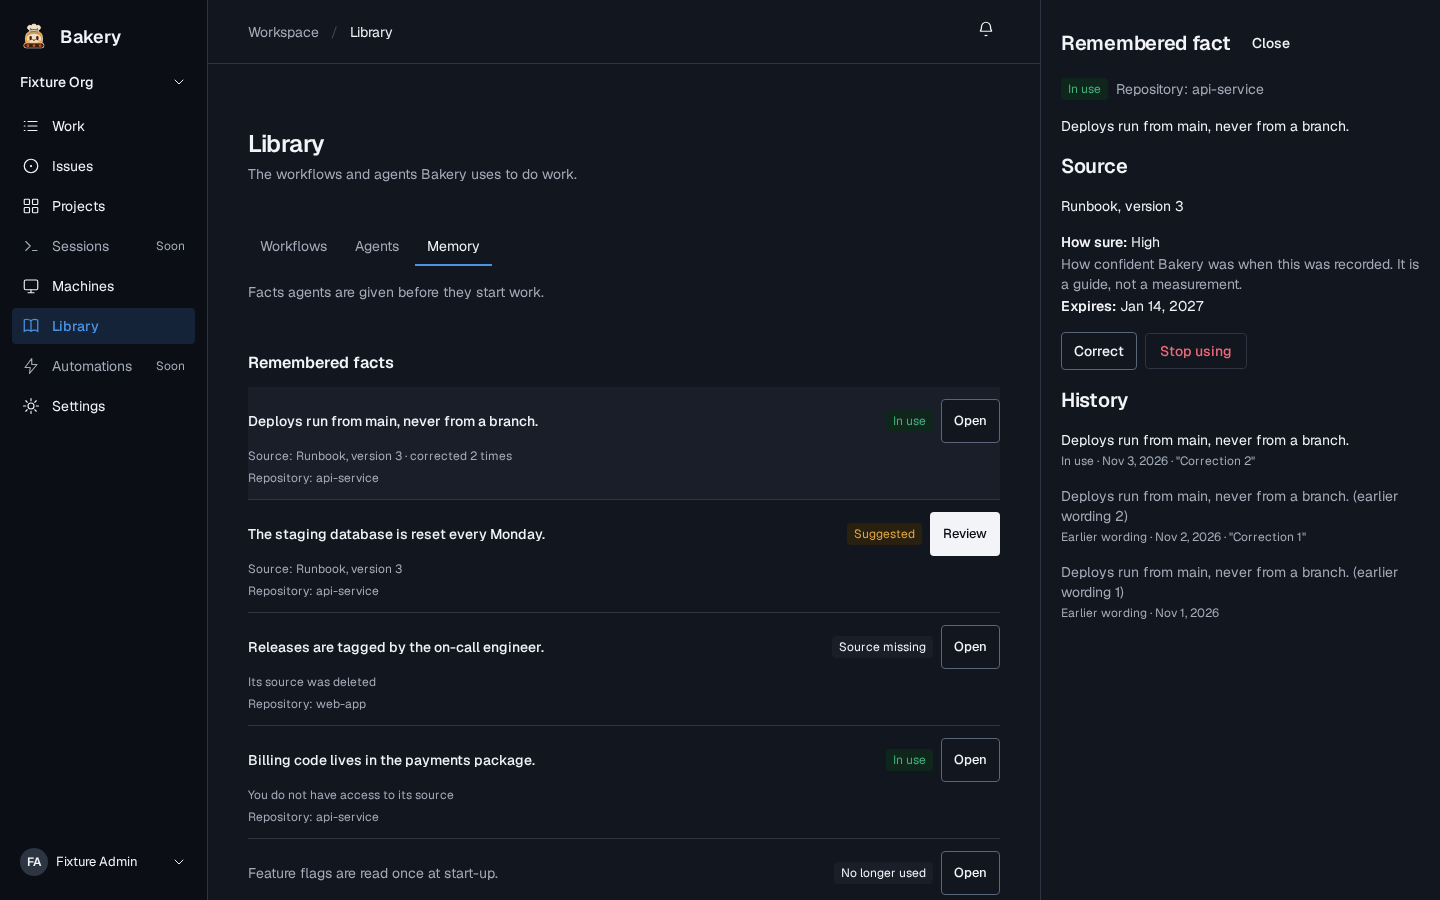 Bakery
Fixture Org
Work
Issues
Projects
Sessions Soon
Machines
Library
Automations Soon
Settings
FA Fixture Admin
Workspace / Library
Library
The workflows and agents Bakery uses to do work.
Workflows Agents Memory
Facts agents are given before they start work.
Remembered facts
Deploys run from main, never from a branch. In use Open
Source: Runbook, version 3 · corrected 2 times
Repository: api-service
The staging database is reset every Monday. Suggested Review
Source: Runbook, version 3
Repository: api-service
Releases are tagged by the on-call engineer. Source missing Open
Its source was deleted
Repository: web-app
Billing code lives in the payments package. In use Open
You do not have access to its source
Repository: api-service
Feature flags are read once at start-up. No longer used Open
Remembered fact Close
In use Repository: api-service
Deploys run from main, never from a branch.
Source
Runbook, version 3
How sure: High
How confident Bakery was when this was recorded. It is
a guide, not a measurement.
Expires: Jan 14, 2027
Correct Stop using
History
Deploys run from main, never from a branch.
In use · Nov 3, 2026 · "Correction 2"
Deploys run from main, never from a branch. (earlier
wording 2)
Earlier wording · Nov 2, 2026 · "Correction 1"
Deploys run from main, never from a branch. (earlier
wording 1)
Earlier wording · Nov 1, 2026